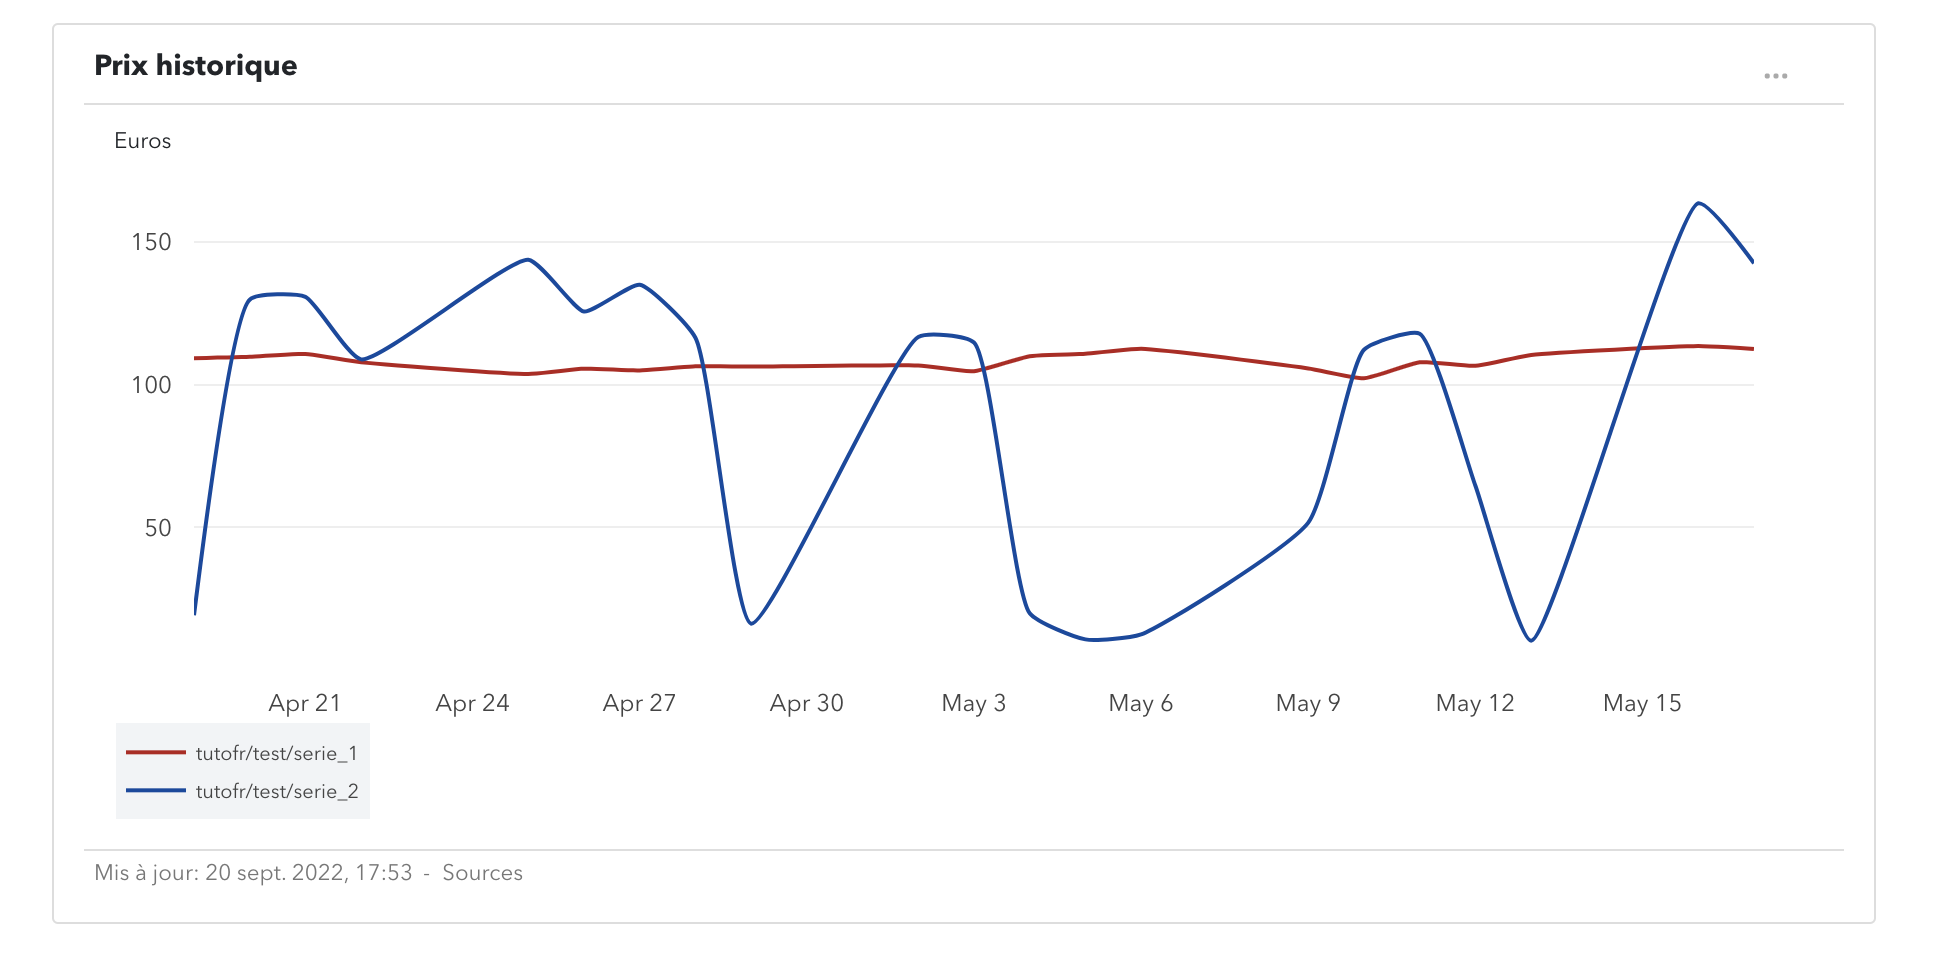 Prix historique
Euros
150
100
50
Apr 21 Apr 24 Apr 27 Apr 30 May 3 May 6 May 9 May 12 May 15
tutofr/test/serie_1
tutofr/test/serie_2
Mis à jour: 20 sept. 2022, 17:53 - Sources